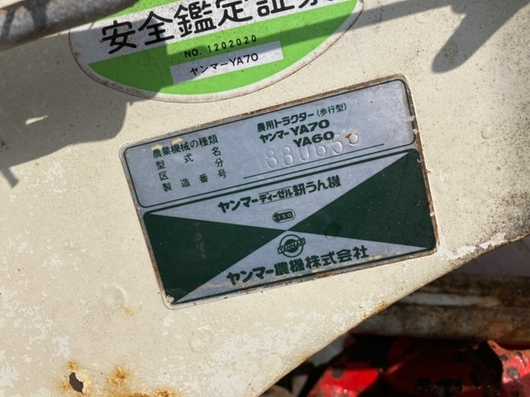 安全鑑定証票
NO. 1202020
ヤンマーYA70
農業機械の種類 農用トラクター(歩行型)
型式名 ヤンマーYA70
区分 YA60
製造番号
ヤンマーディーゼル耕うん機
ヤンマー農機株式会社